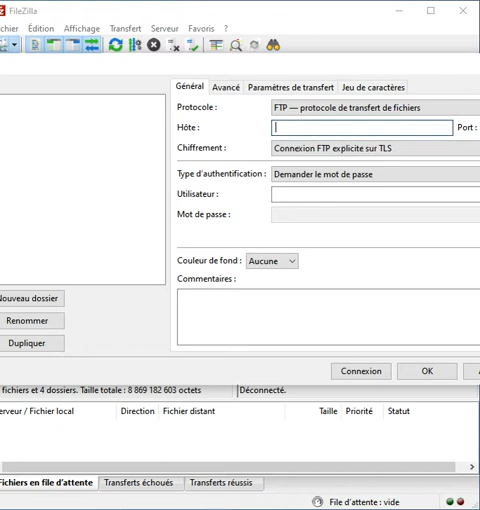 FileZilla
chier Édition Affichage Transfert Serveur Favoris ?
Général Avancé Paramètres de transfert Jeu de caractères
Protocole : FTP — protocole de transfert de fichiers
Hôte : Port :
Chiffrement : Connexion FTP explicite sur TLS
Type d'authentification : Demander le mot de passe
Utilisateur :
Mot de passe :
Couleur de fond : Aucune
Commentaires :
Nouveau dossier
Renommer
Dupliquer
Connexion OK
fichiers et 4 dossiers. Taille totale : 8 869 182 603 octets Déconnecté.
erveur / Fichier local Direction Fichier distant Taille Priorité Statut
Fichiers en file d'attente Transferts échoués Transferts réussis
File d'attente : vide